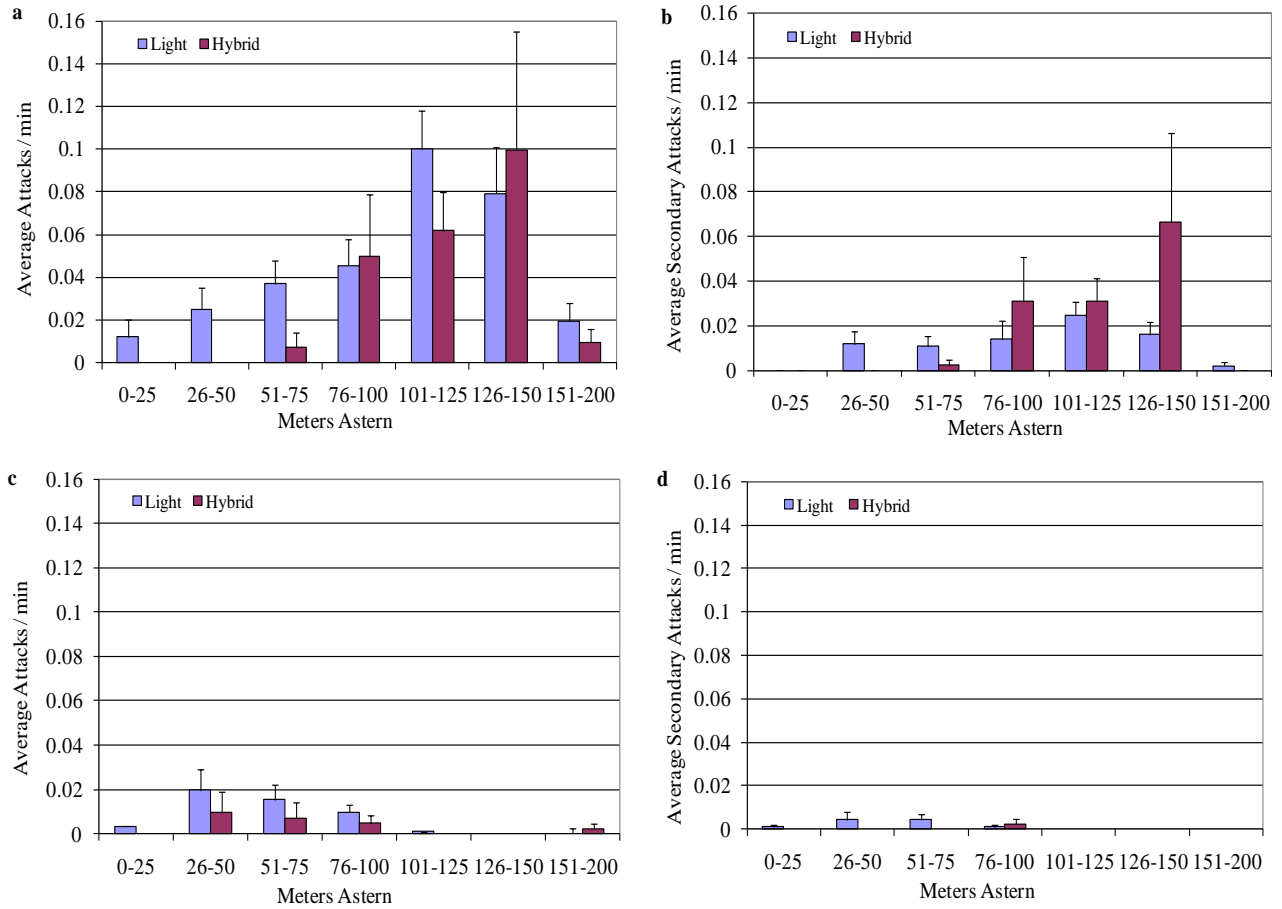 a
Average Attacks / min
0.16
0.14
0.12
0.1
0.08
0.06
0.04
0.02
0
Light Hybrid
0-25 26-50 51-75 76-100 101-125 126-150 151-200
Meters Astern
b
Average Secondary Attacks / min
0.16
0.14
0.12
0.1
0.08
0.06
0.04
0.02
0
Light Hybrid
0-25 26-50 51-75 76-100 101-125 126-150 151-200
Meters Astern
c
Average Attacks / min
0.16
0.14
0.12
0.1
0.08
0.06
0.04
0.02
0
Light Hybrid
0-25 26-50 51-75 76-100 101-125 126-150 151-200
Meters Astern
d
Average Secondary Attacks / min
0.16
0.14
0.12
0.1
0.08
0.06
0.04
0.02
0
Light Hybrid
0-25 26-50 51-75 76-100 101-125 126-150 151-200
Meters Astern